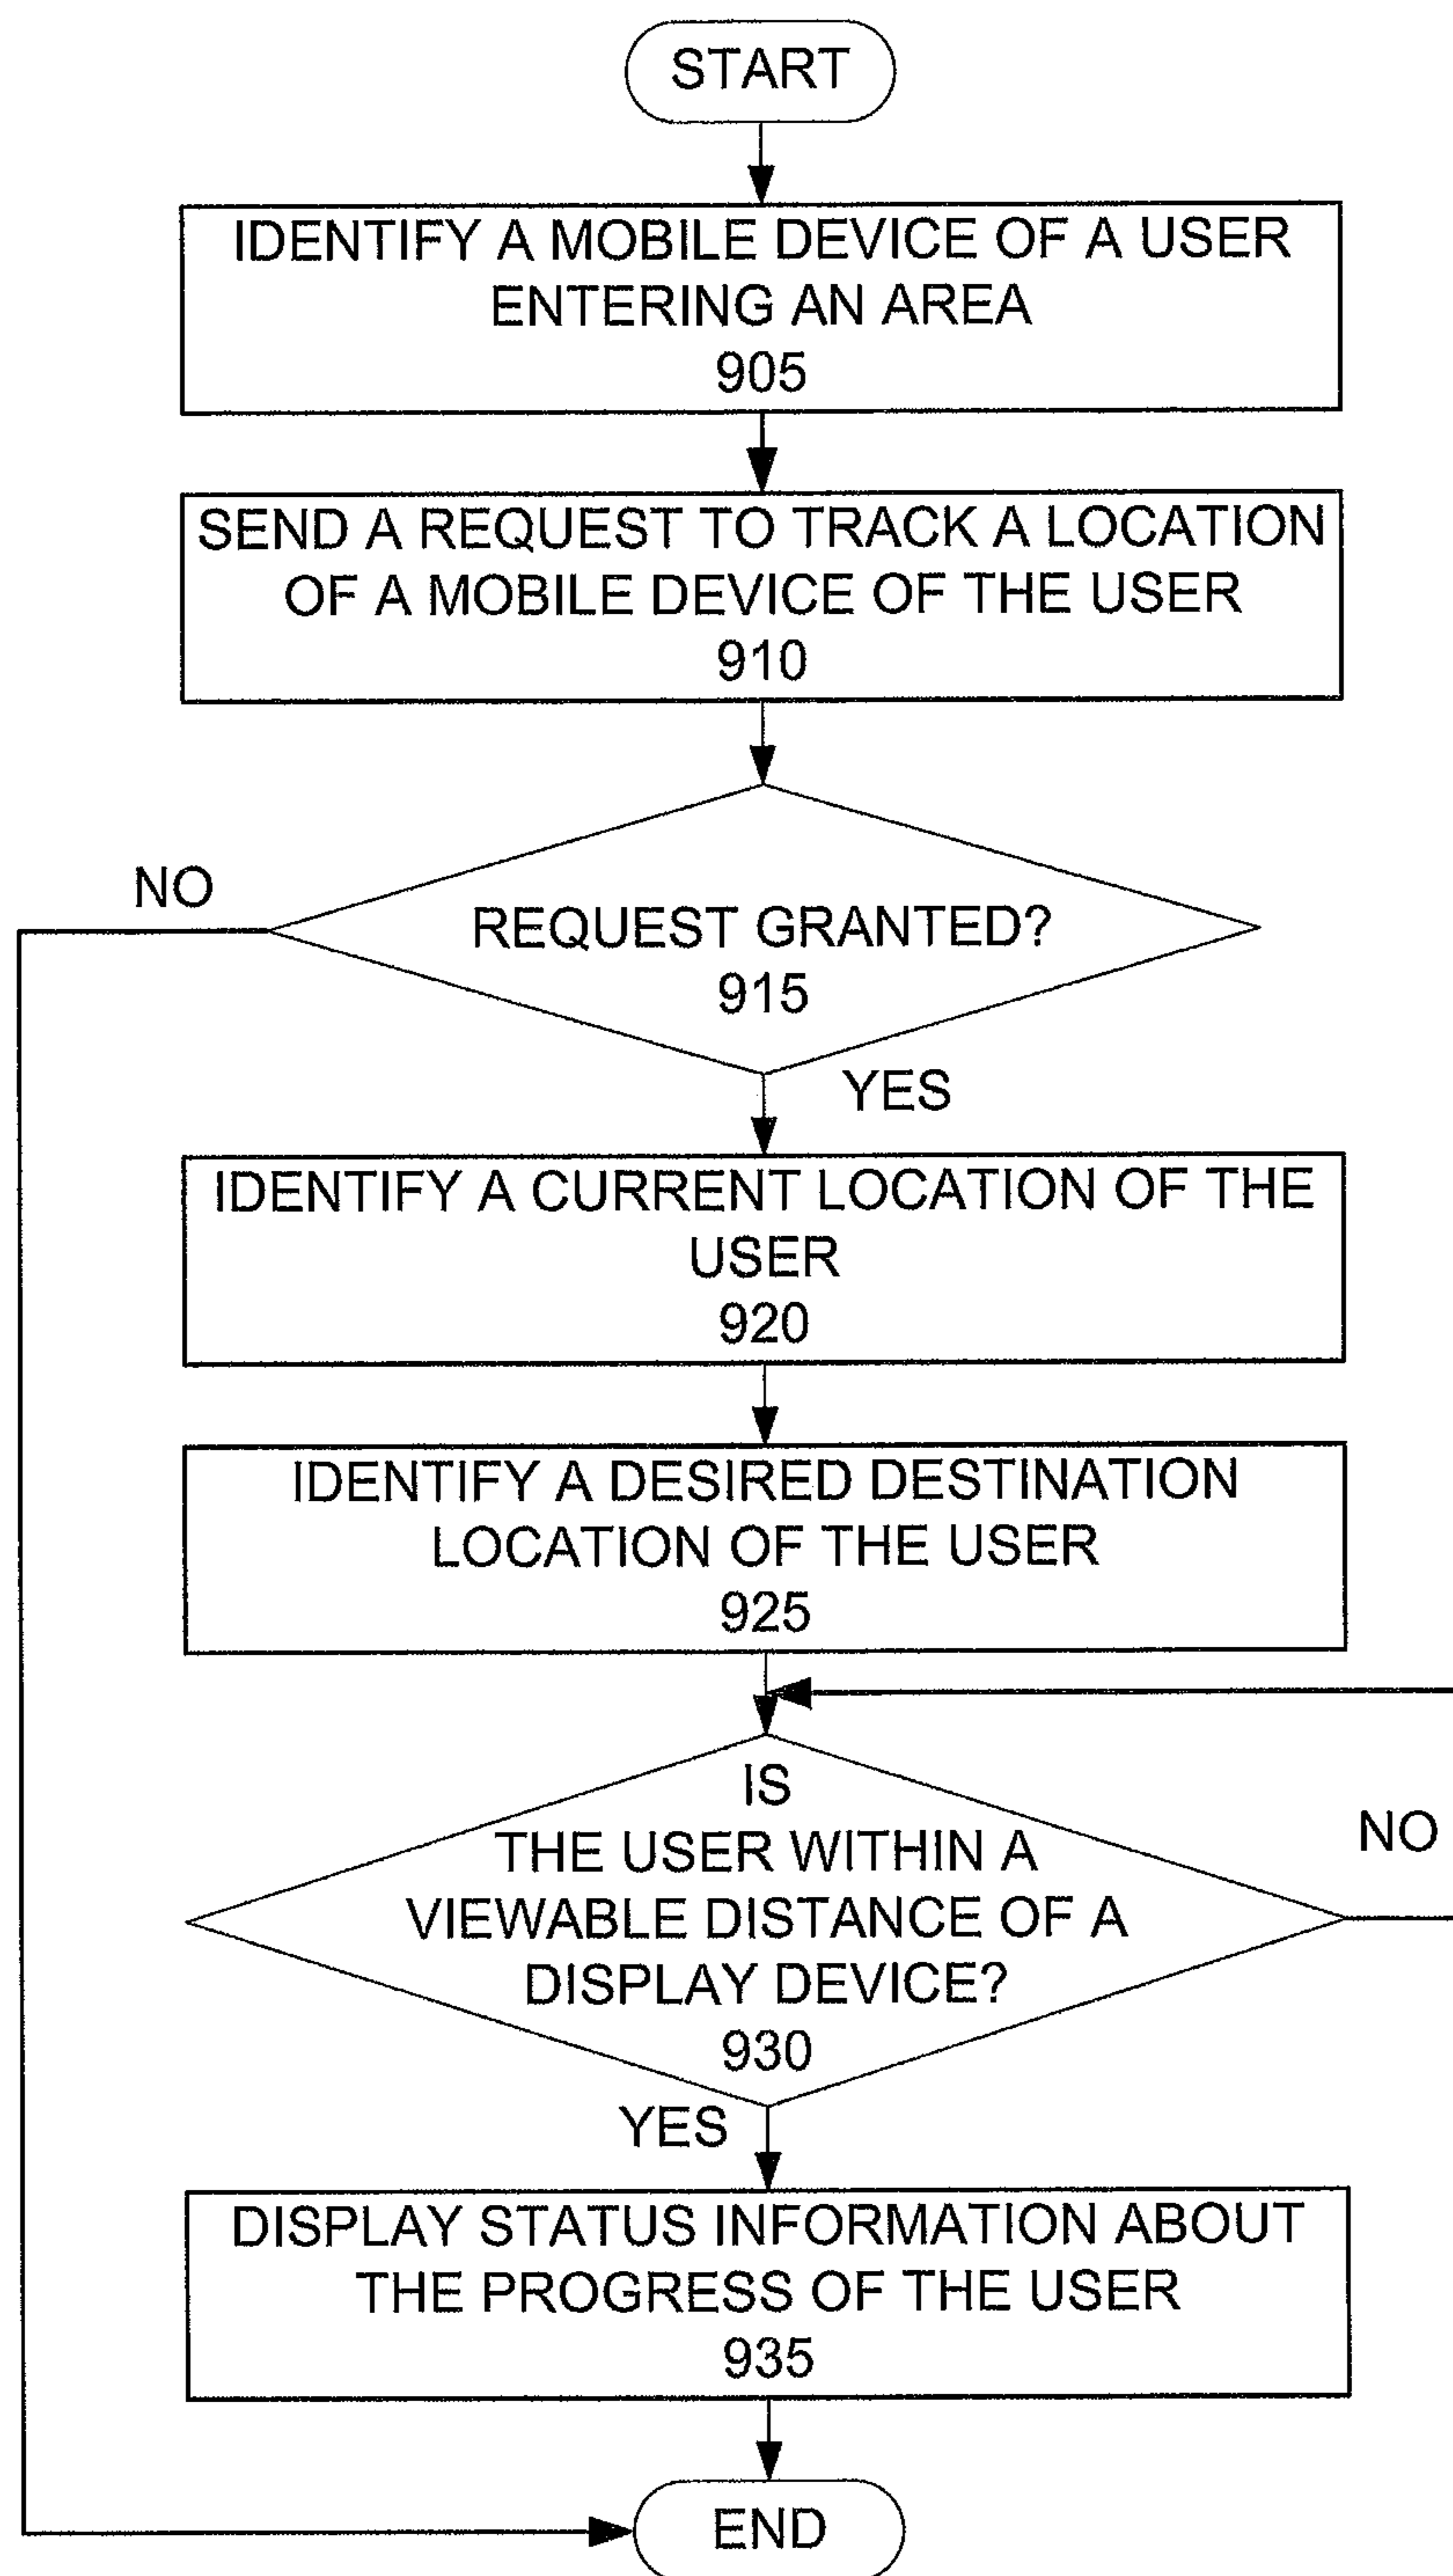 START
IDENTIFY A MOBILE DEVICE OF A USER
ENTERING AN AREA
905
SEND A REQUEST TO TRACK A LOCATION
OF A MOBILE DEVICE OF THE USER
910
NO
REQUEST GRANTED?
915
YES
IDENTIFY A CURRENT LOCATION OF THE
USER
920
IDENTIFY A DESIRED DESTINATION
LOCATION OF THE USER
925
IS
THE USER WITHIN A
VIEWABLE DISTANCE OF A
DISPLAY DEVICE?
930
NO
YES
DISPLAY STATUS INFORMATION ABOUT
THE PROGRESS OF THE USER
935
END